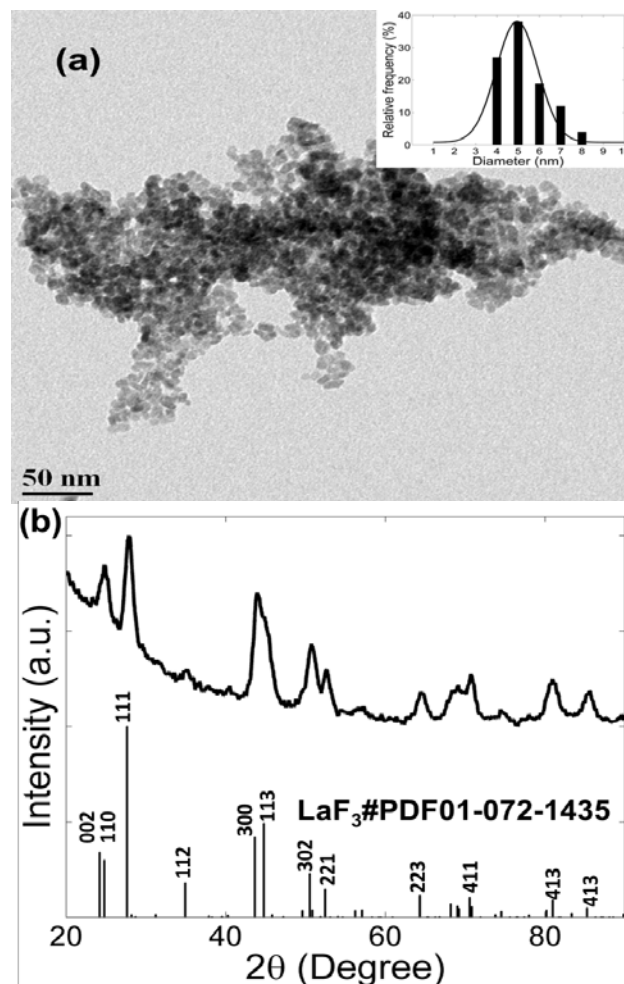 (a)
Relative frequency (%)
40
30
20
10
0
1 2 3 4 5 6 7 8 9 10
Diameter (nm)
50 nm
(b)
Intensity (a.u.)
002
110
111
112
300
113
302
221
223
411
413
413
LaF₃#PDF01-072-1435
20 40 60 80
2θ (Degree)